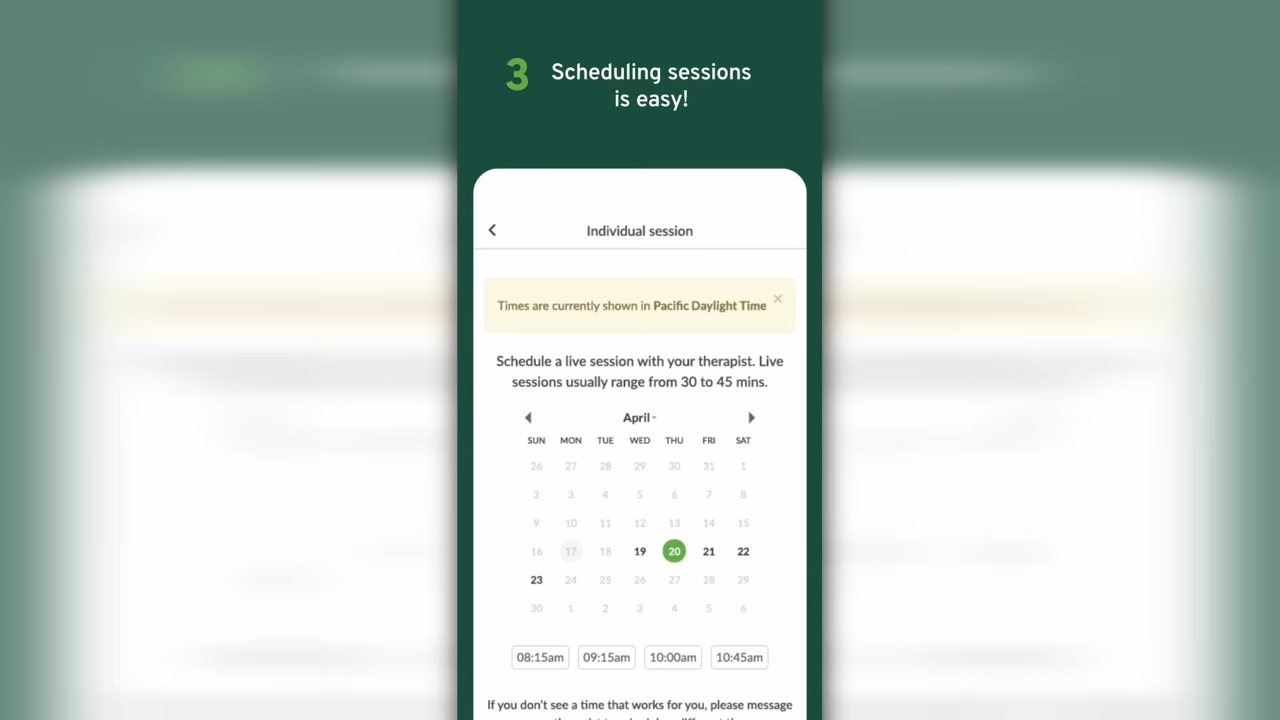 3 Scheduling sessions
is easy!
Individual session
Times are currently shown in Pacific Daylight Time ×
Schedule a live session with your therapist. Live
sessions usually range from 30 to 45 mins.
April
SUN MON TUE WED THU FRI SAT
26 27 28 29 30 31 1
2 3 4 5 6 7 8
9 10 11 12 13 14 15
16 17 18 19 20 21 22
23 24 25 26 27 28 29
30 1 2 3 4 5 6
08:15am 09:15am 10:00am 10:45am
If you don't see a time that works for you, please message